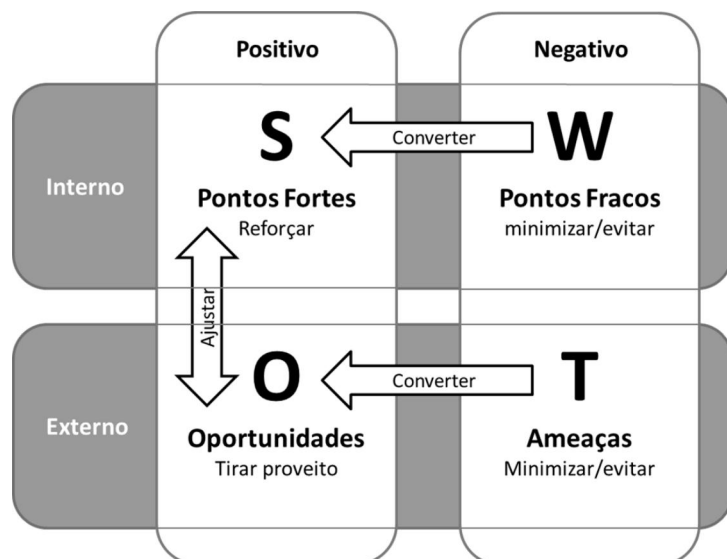 Positivo
Negativo
S
Converter
W
Interno
Pontos Fortes
Pontos Fracos
Reforçar
minimizar/evitar
Ajustar
O
Converter
T
Externo
Oportunidades
Ameaças
Tirar proveito
Minimizar/evitar